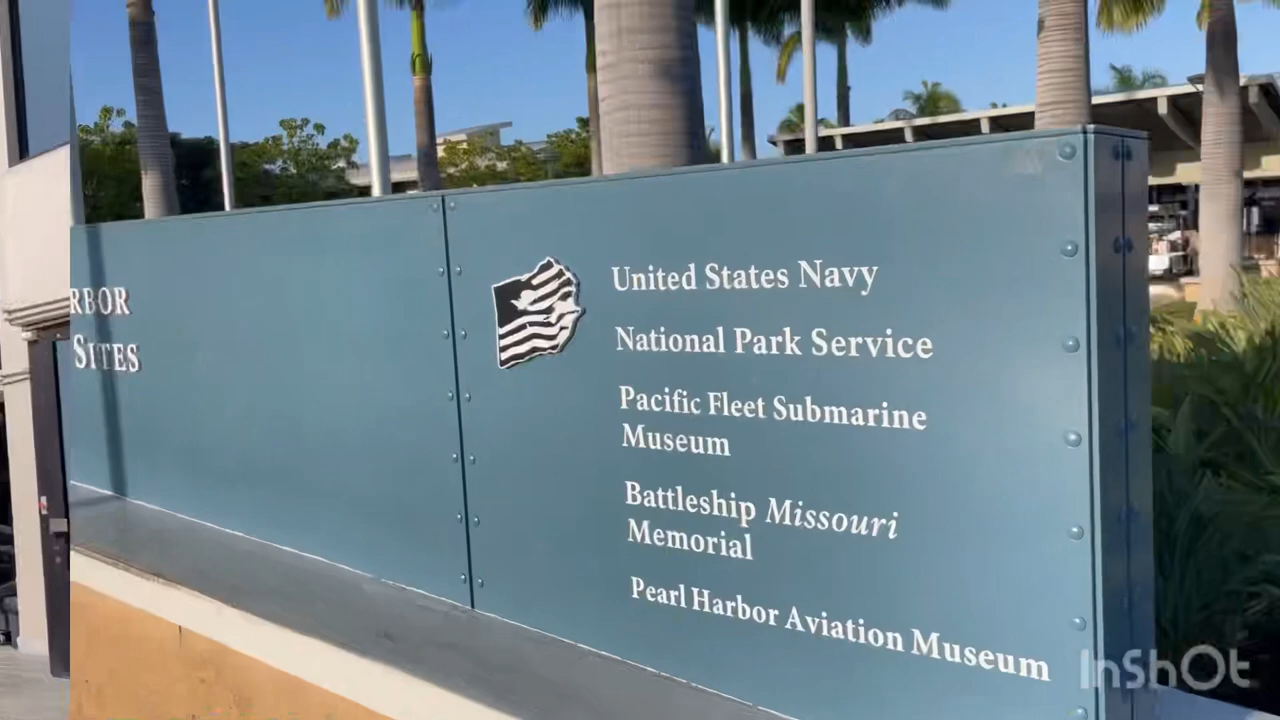 RBOR
SITES
United States Navy
National Park Service
Pacific Fleet Submarine
Museum
Battleship Missouri
Memorial
Pearl Harbor Aviation Museum
InShOt